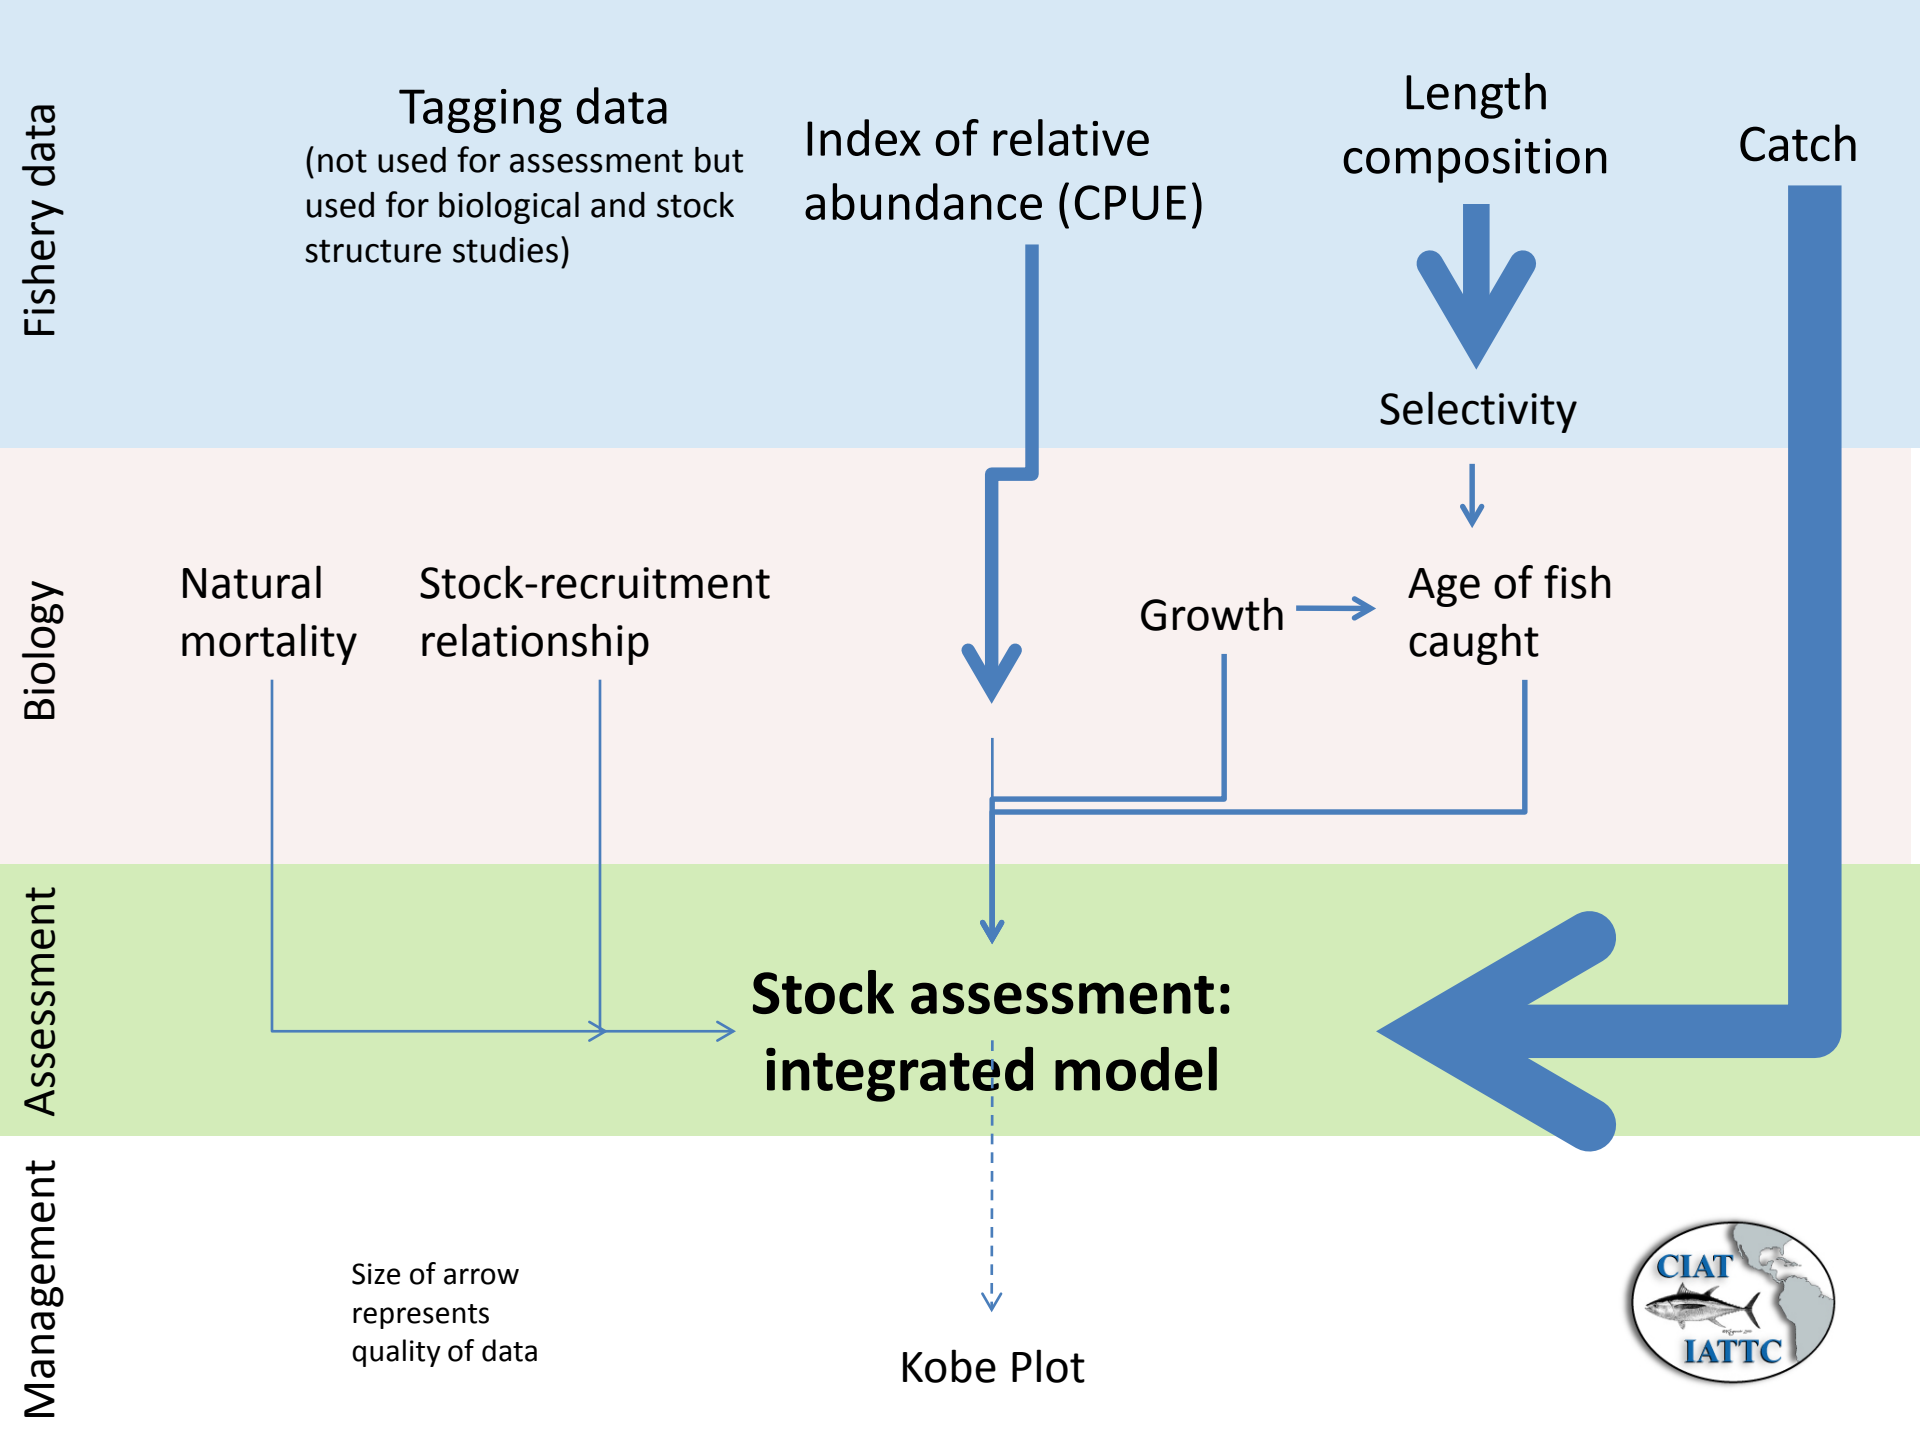 Fishery data
Tagging data
(not used for assessment but
used for biological and stock
structure studies)
Index of relative
abundance (CPUE)
Length
composition
Catch
Selectivity
Biology
Natural
mortality
Stock-recruitment
relationship
Growth
Age of fish
caught
Assessment
Stock assessment:
integrated model
Management
Size of arrow
represents
quality of data
Kobe Plot
CIAT
IATTC